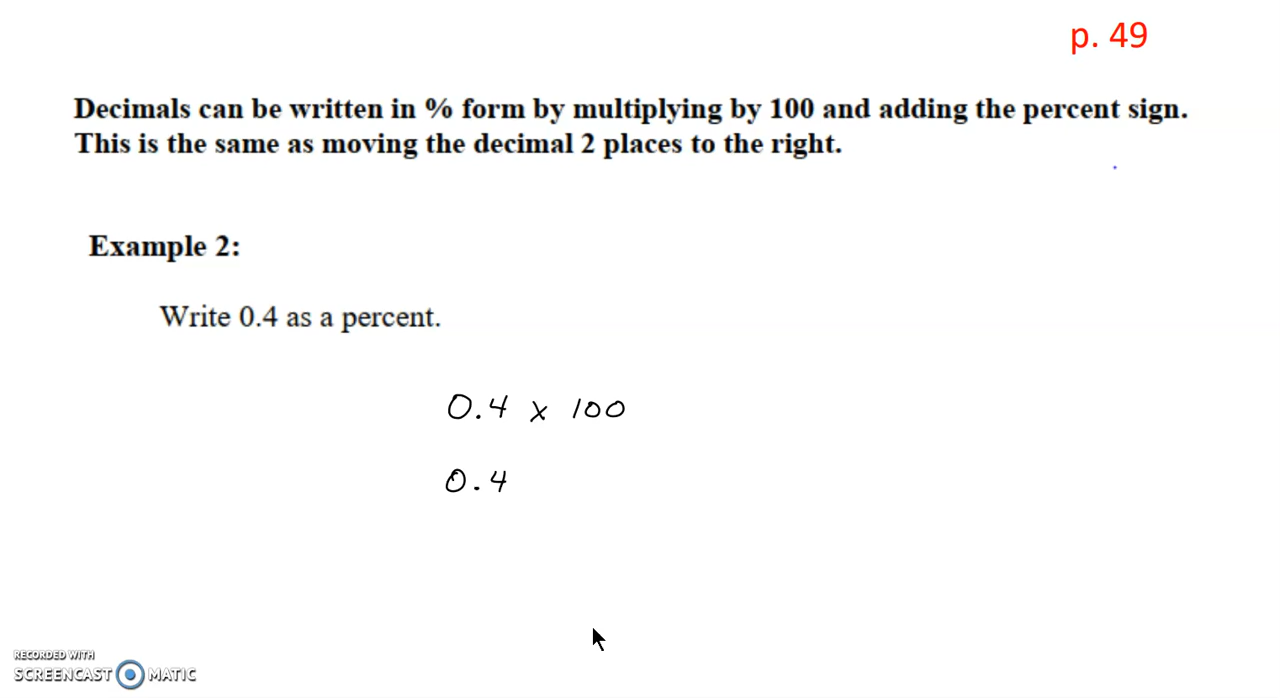 p. 49
Decimals can be written in % form by multiplying by 100 and adding the percent sign.
This is the same as moving the decimal 2 places to the right.
Example 2:
Write 0.4 as a percent.
0.4 x 100
0.4
RECORDED WITH
SCREENCAST MATIC